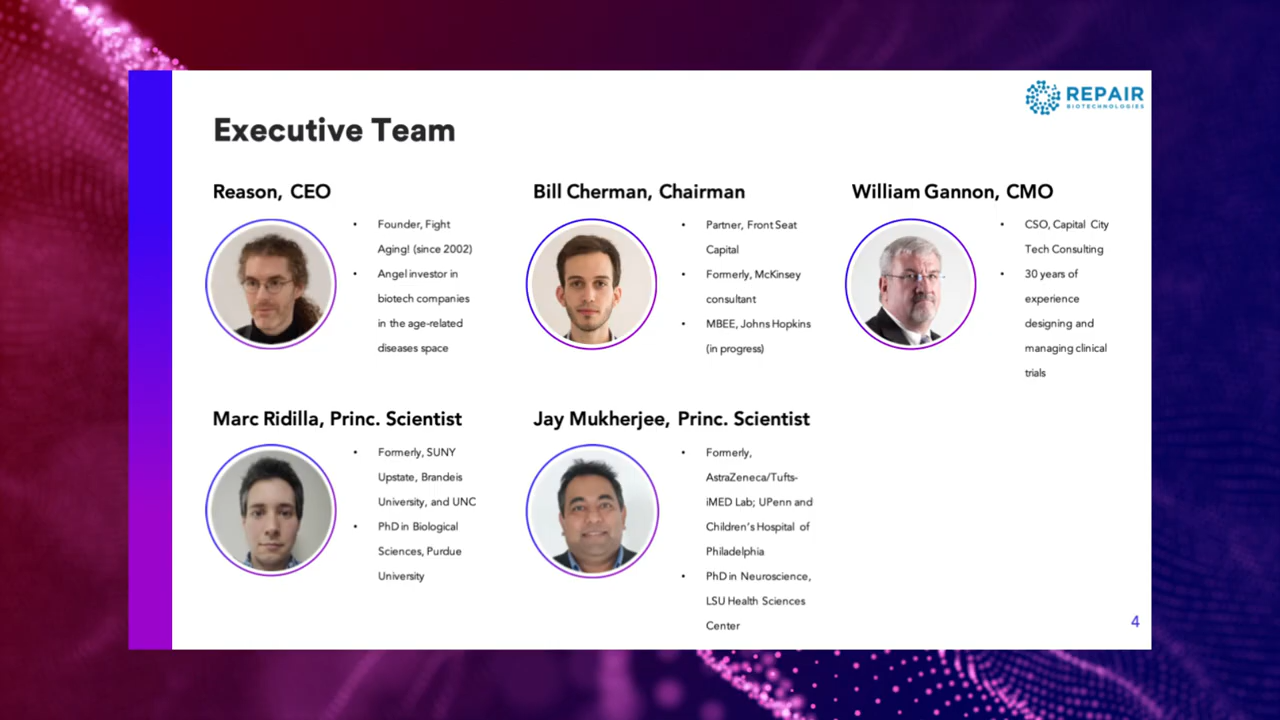 REPAIR
BIOTECHNOLOGIES
Executive Team
Reason, CEO
• Founder, Fight
Aging! (since 2002)
• Angel investor in
biotech companies
in the age-related
diseases space
Bill Cherman, Chairman
• Partner, Front Seat
Capital
• Formerly, McKinsey
consultant
• MBEE, Johns Hopkins
(in progress)
William Gannon, CMO
• CSO, Capital City
Tech Consulting
• 30 years of
experience
designing and
managing clinical
trials
Marc Ridilla, Princ. Scientist
• Formerly, SUNY
Upstate, Brandeis
University, and UNC
• PhD in Biological
Sciences, Purdue
University
Jay Mukherjee, Princ. Scientist
• Formerly,
AstraZeneca/Tufts-
iMED Lab; UPenn and
Children's Hospital of
Philadelphia
• PhD in Neuroscience,
LSU Health Sciences
Center
4